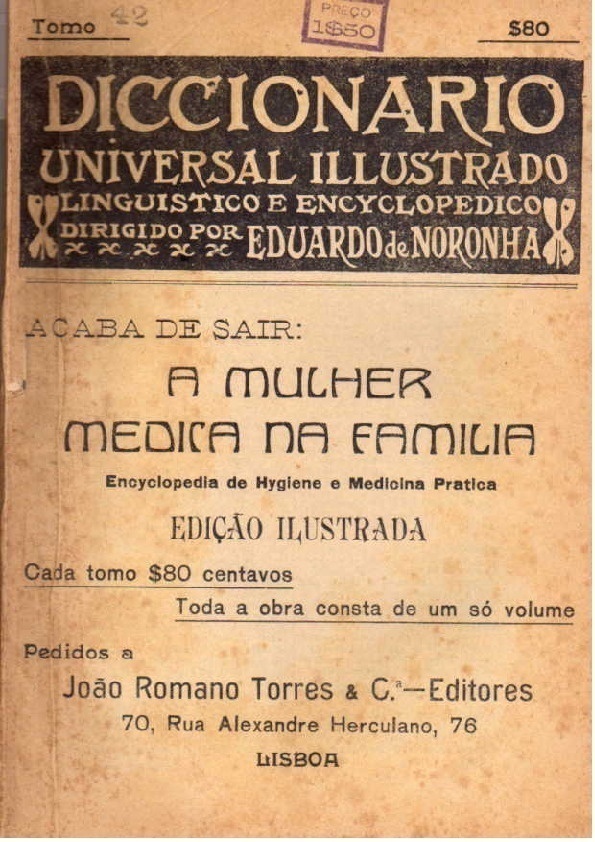 Tomo 42
PREÇO
1$50
$80
DICCIONARIO
UNIVERSAL ILLUSTRADO
LINGUISTICO E ENCYCLOPEDICO
DIRIGIDO POR EDUARDO de NORONHA
ACABA DE SAIR:
A MULHER
MEDICA NA FAMILIA
Encyclopedia de Hygiene e Medicina Pratica
EDIÇÃO ILUSTRADA
Cada tomo $80 centavos
Toda a obra consta de um só volume
Pedidos a
João Romano Torres & C.ª—Editores
70, Rua Alexandre Herculano, 76
LISBOA